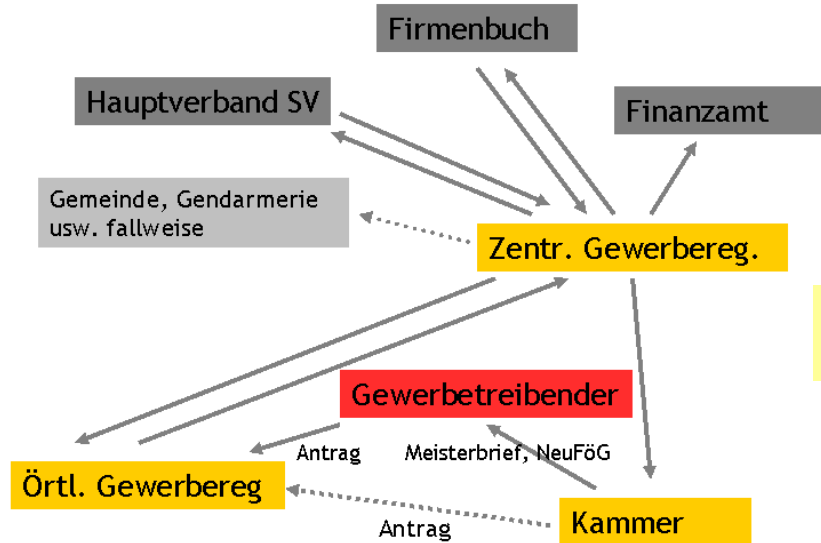 Firmenbuch
Hauptverband SV
Finanzamt
Gemeinde, Gendarmerie
usw. fallweise
Zentr. Gewerbereg.
Gewerbetreibender
Antrag
Meisterbrief, NeuFöG
Örtl. Gewerbereg
Antrag
Kammer